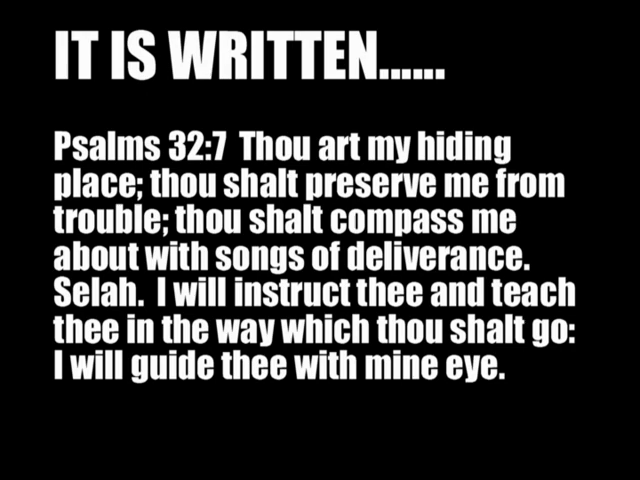 IT IS WRITTEN......
Psalms 32:7  Thou art my hiding
place; thou shalt preserve me from
trouble; thou shalt compass me
about with songs of deliverance.
Selah.  I will instruct thee and teach
thee in the way which thou shalt go:
I will guide thee with mine eye.